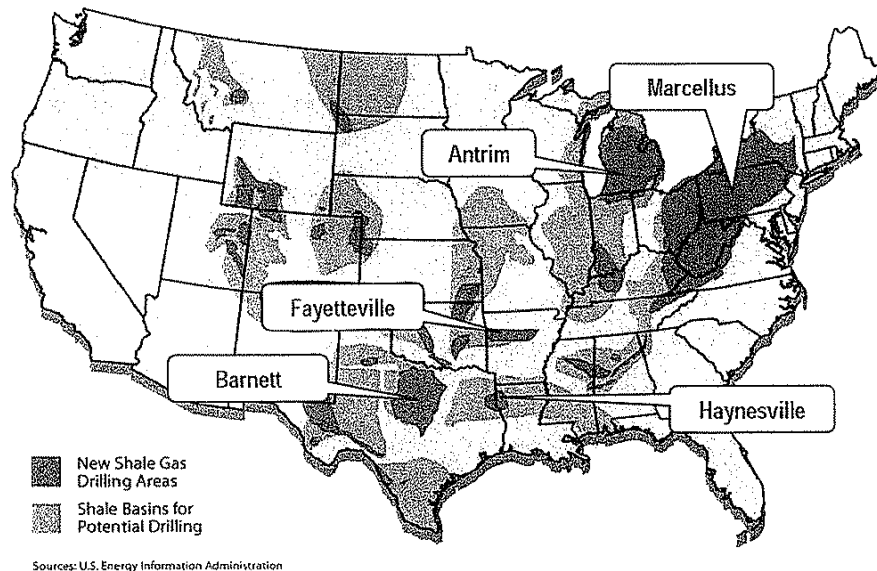 Marcellus
Antrim
Fayetteville
Barnett
Haynesville
New Shale Gas
Drilling Areas
Shale Basins for
Potential Drilling
Sources: U.S. Energy Information Administration